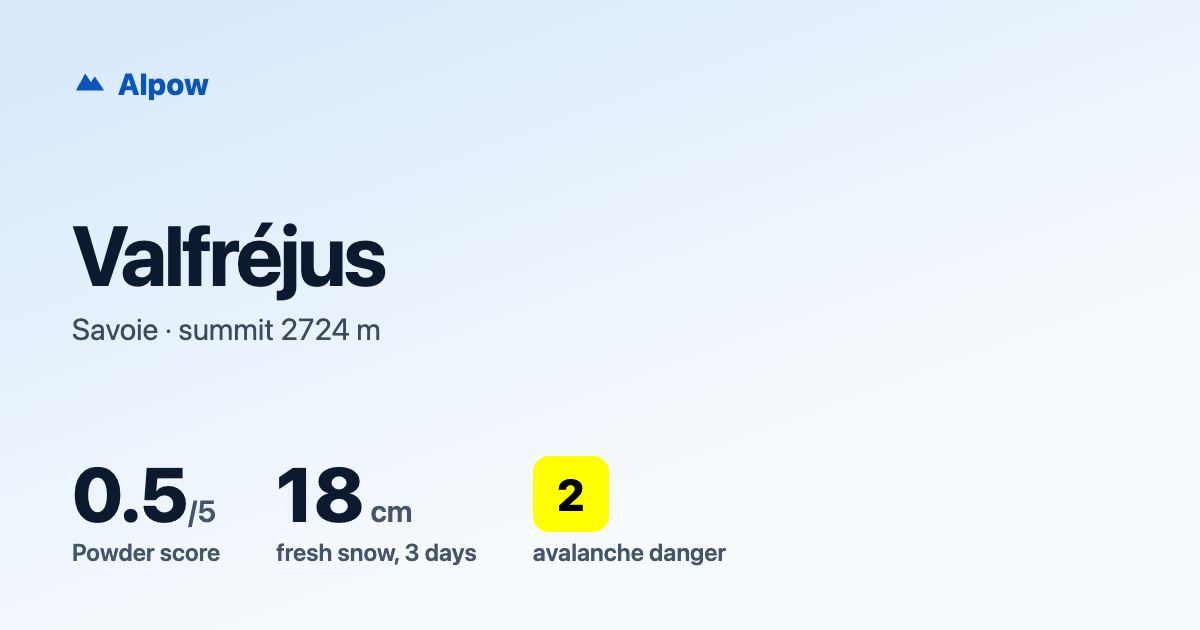 Alpow
Valfréjus
Savoie · summit 2724 m
0.5/5
Powder score
18 cm
fresh snow, 3 days
2
avalanche danger